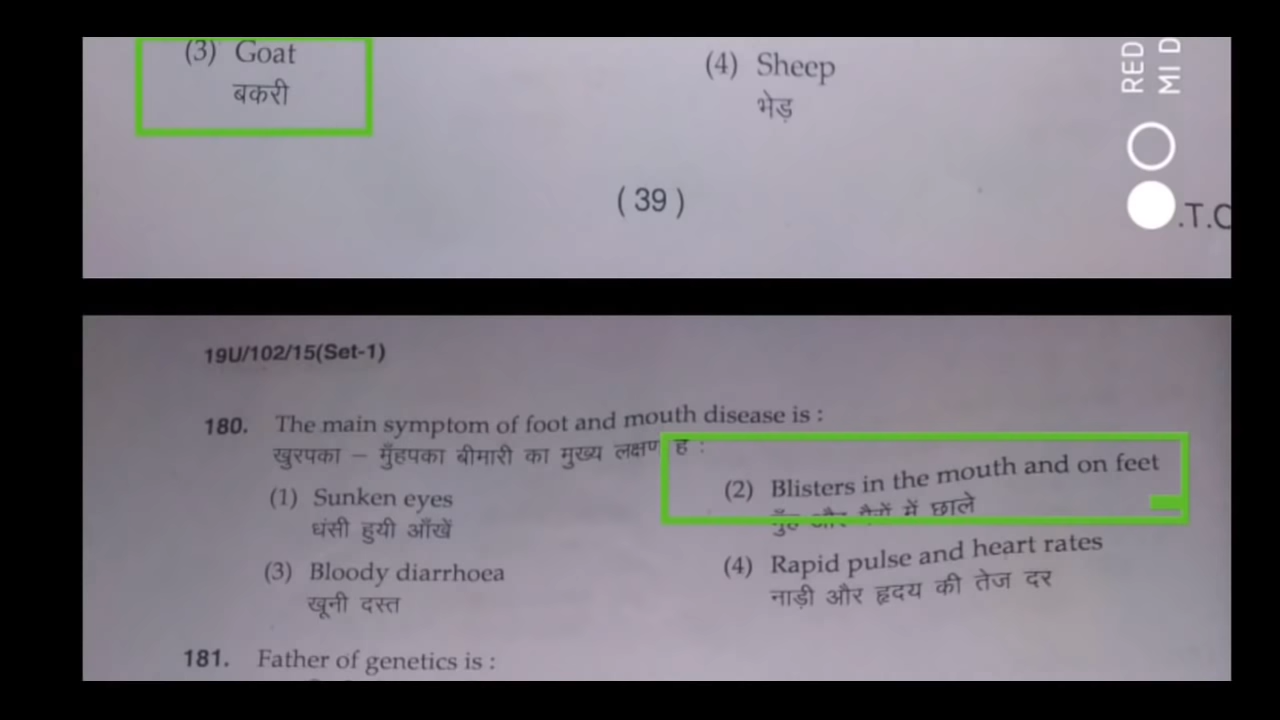 (3) Goat
बकरी
(4) Sheep
भेड़
( 39 )
RED
MI D
.T.O
19U/102/15(Set-1)
180. The main symptom of foot and mouth disease is :
खुरपका – मुँहपका बीमारी का मुख्य लक्षण है :
(1) Sunken eyes
धंसी हुयी आँखें
(2) Blisters in the mouth and on feet
मुँह और पैरों में छाले
(3) Bloody diarrhoea
खूनी दस्त
(4) Rapid pulse and heart rates
नाड़ी और हृदय की तेज दर
181. Father of genetics is :